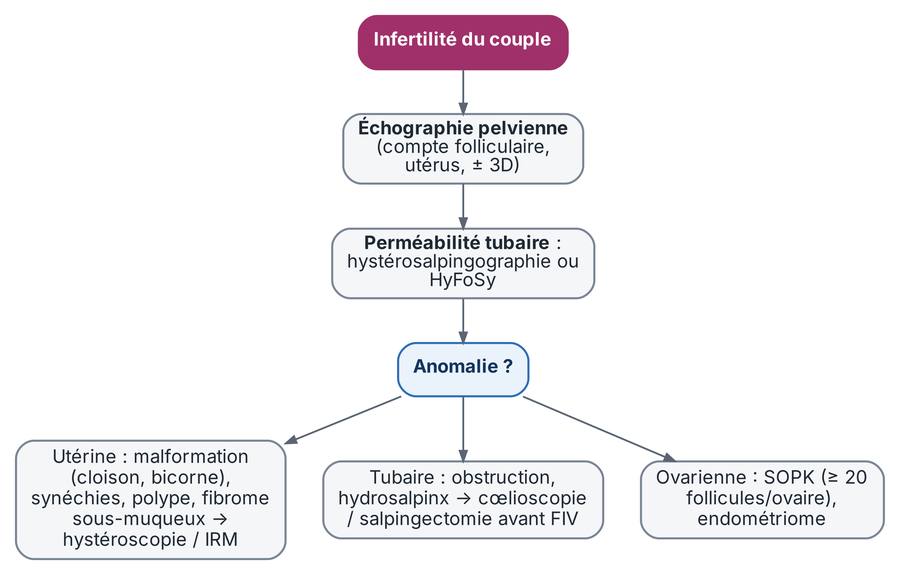 Infertilité du couple
Échographie pelvienne
(compte folliculaire,
utérus, ± 3D)
Perméabilité tubaire :
hystérosalpingographie ou
HyFoSy
Anomalie ?
Utérine : malformation
(cloison, bicorne),
synéchies, polype, fibrome
sous-muqueux →
hystéroscopie / IRM
Tubaire : obstruction,
hydrosalpinx → cœlioscopie
/ salpingectomie avant FIV
Ovarienne : SOPK (≥ 20
follicules/ovaire),
endométriome